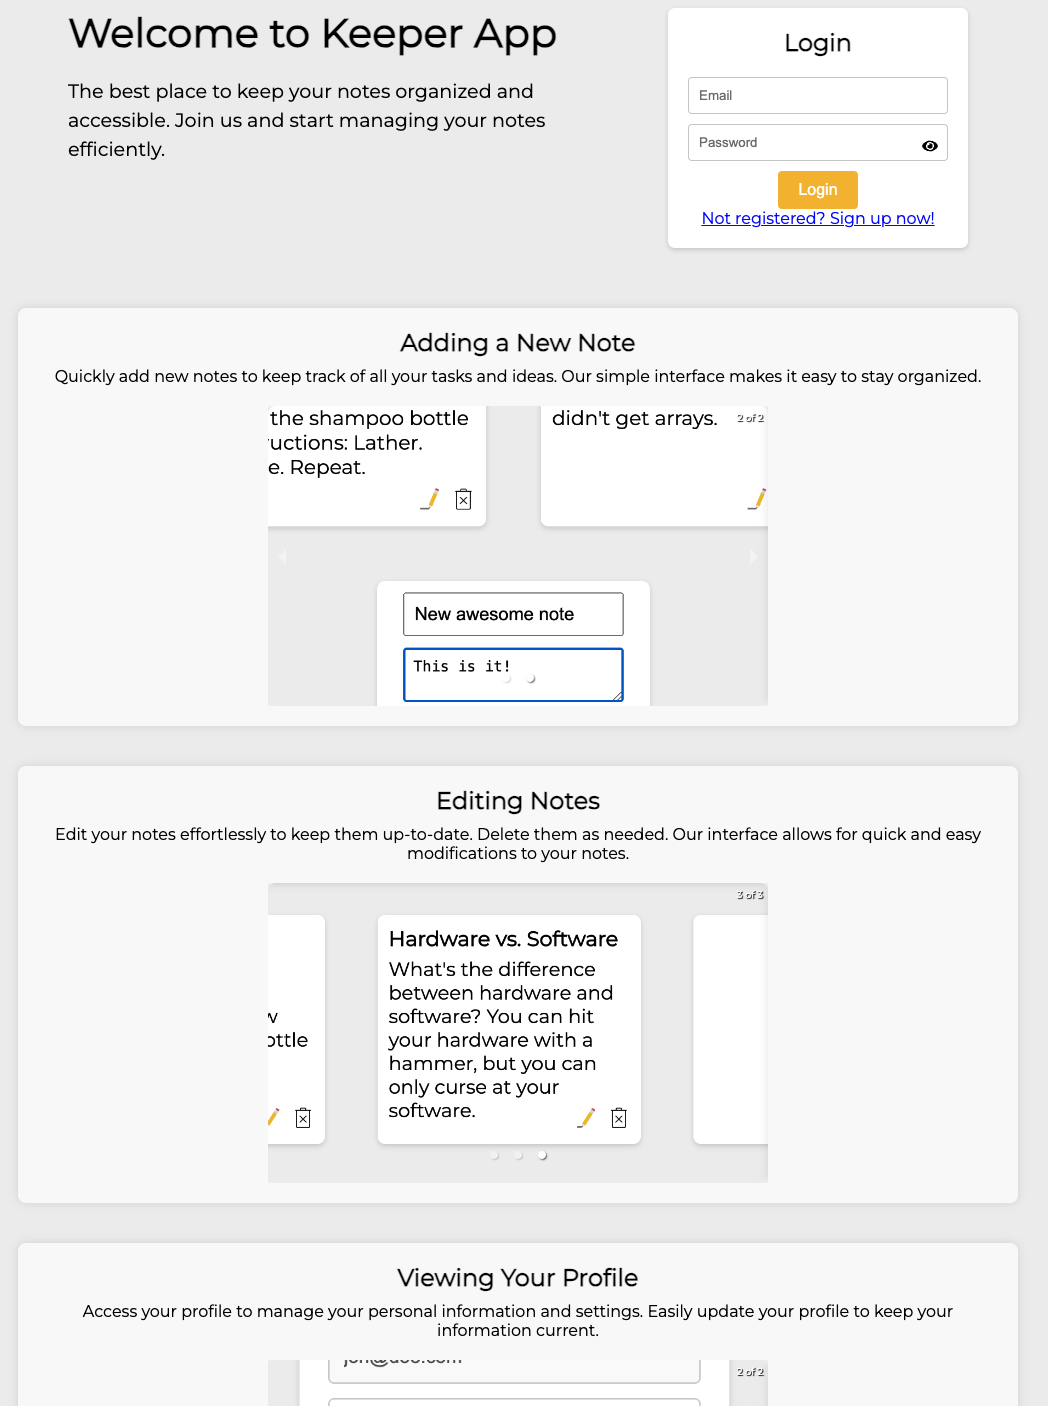 Welcome to Keeper App
The best place to keep your notes organized and
accessible. Join us and start managing your notes
efficiently.
Login
Email
Password
Login
Not registered? Sign up now!
Adding a New Note
Quickly add new notes to keep track of all your tasks and ideas. Our simple interface makes it easy to stay organized.
the shampoo bottle
uctions: Lather.
e. Repeat.
didn't get arrays.
2 of 2
New awesome note
This is it!
Editing Notes
Edit your notes effortlessly to keep them up-to-date. Delete them as needed. Our interface allows for quick and easy
modifications to your notes.
3 of 3
w
ottle
Hardware vs. Software
What's the difference
between hardware and
software? You can hit
your hardware with a
hammer, but you can
only curse at your
software.
Viewing Your Profile
Access your profile to manage your personal information and settings. Easily update your profile to keep your
information current.
2 of 2